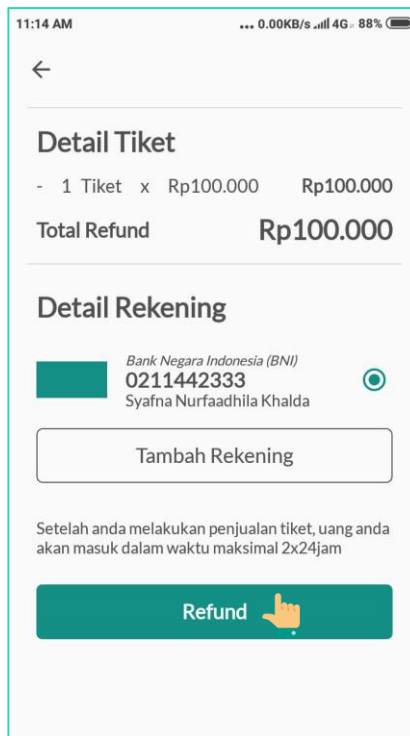 11:14 AM ... 0.00KB/s 4G 88%
Detail Tiket
- 1 Tiket x Rp100.000 Rp100.000
Total Refund Rp100.000
Detail Rekening
Bank Negara Indonesia (BNI)
0211442333
Syafna Nurfaadhila Khalda
Tambah Rekening
Setelah anda melakukan penjualan tiket, uang anda
akan masuk dalam waktu maksimal 2x24jam
Refund